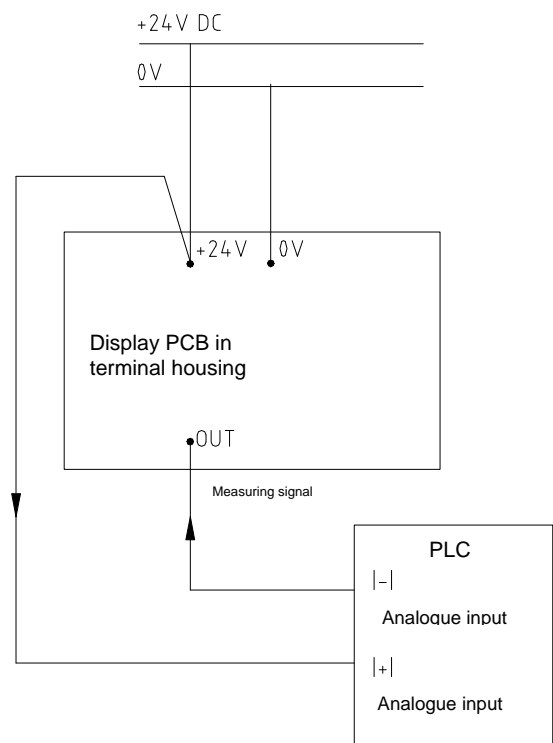 +24V DC
0V
+24V
0V
Display PCB in
terminal housing
OUT
Measuring signal
PLC
|-|
Analogue input
|+|
Analogue input